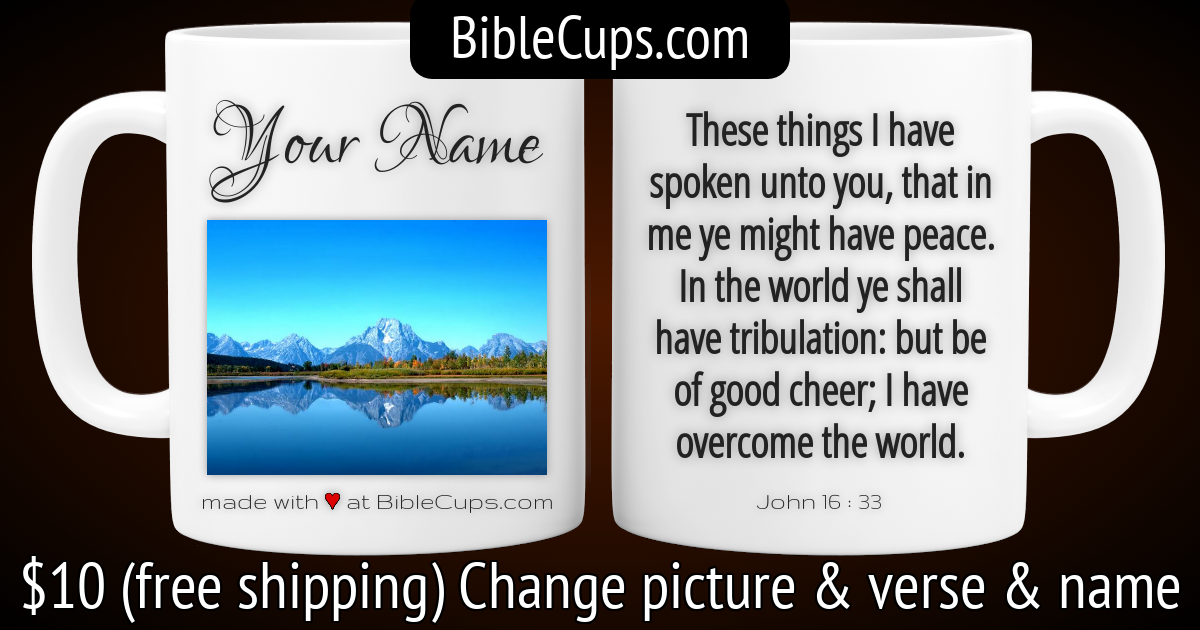 BibleCups.com
Your Name
made with ♥ at BibleCups.com
These things I have
spoken unto you, that in
me ye might have peace.
In the world ye shall
have tribulation: but be
of good cheer; I have
overcome the world.
John 16 : 33
$10 (free shipping) Change picture & verse & name